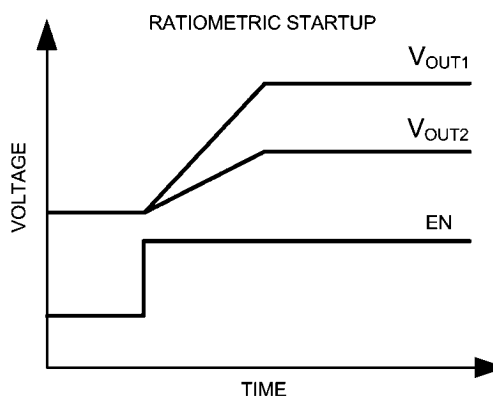 RATIOMETRIC STARTUP
VOUT1
VOUT2
EN
VOLTAGE
TIME